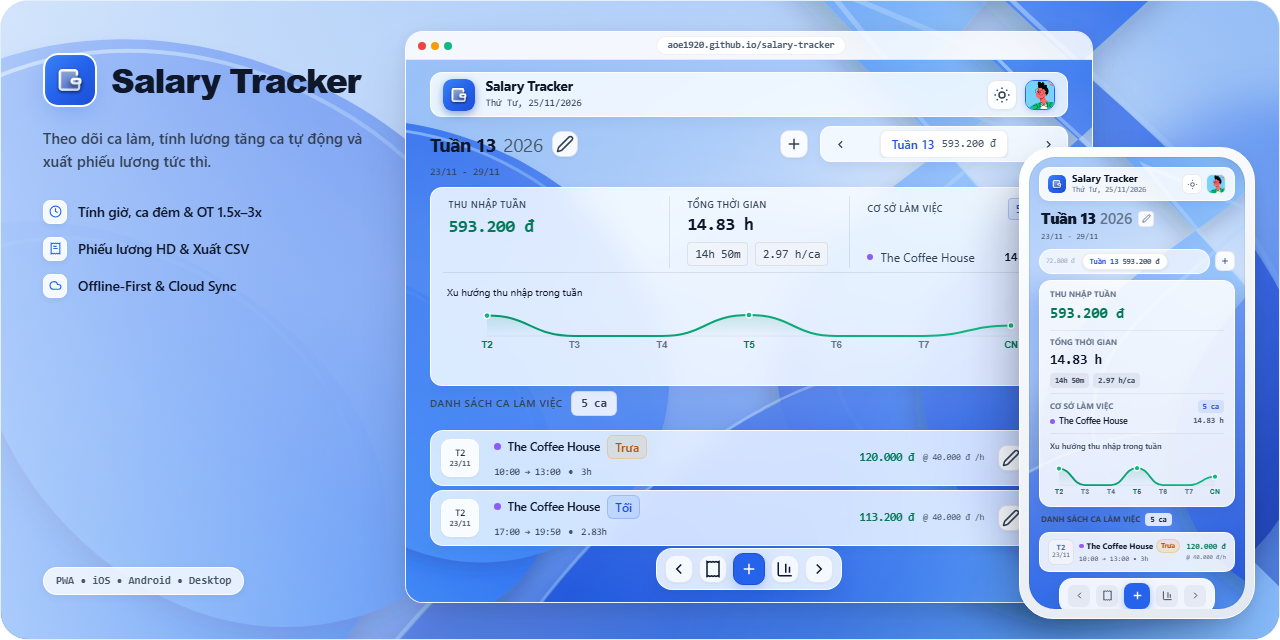 Salary Tracker
Theo dõi ca làm, tính lương tăng ca tự động và
xuất phiếu lương tức thì.
Tính giờ, ca đêm & OT 1.5x–3x
Phiếu lương HD & Xuất CSV
Offline-First & Cloud Sync
PWA • iOS • Android • Desktop
aoe1920.github.io/salary-tracker
Salary Tracker
Thứ Tư, 25/11/2026
Tuần 13 2026
23/11 - 29/11
Tuần 13 593.200 đ
THU NHẬP TUẦN
593.200 đ
TỔNG THỜI GIAN
14.83 h
14h 50m 2.97 h/ca
CƠ SỞ LÀM VIỆC
5
The Coffee House 14
Xu hướng thu nhập trong tuần
T2 T3 T4 T5 T6 T7 CN
DANH SÁCH CA LÀM VIỆC 5 ca
T2
23/11
The Coffee House Trưa
10:00 → 13:00 • 3h
120.000 đ @ 40.000 đ /h
T2
23/11
The Coffee House Tối
17:00 → 19:50 • 2.83h
113.200 đ @ 40.000 đ /h
Salary Tracker
Thứ Tư, 25/11/2026
Tuần 13 2026
23/11 - 29/11
72.800 đ Tuần 13 593.200 đ
THU NHẬP TUẦN
593.200 đ
TỔNG THỜI GIAN
14.83 h
14h 50m 2.97 h/ca
CƠ SỞ LÀM VIỆC 5 ca
The Coffee House 14.83 h
Xu hướng thu nhập trong tuần
T2 T3 T4 T5 T6 T7 CN
DANH SÁCH CA LÀM VIỆC 5 ca
T2
23/11
The Coffee House Trưa
10:00 → 13:00 • 3h
120.000 đ
@ 40.000 đ/h